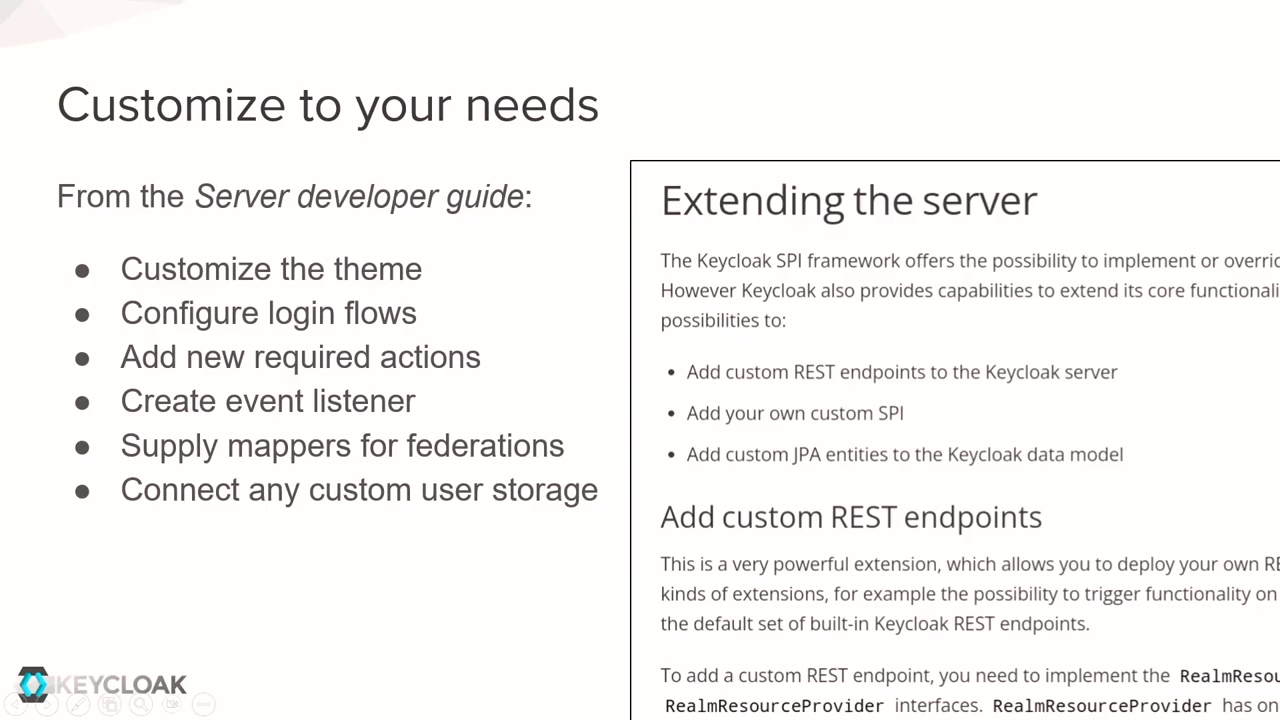 Customize to your needs
From the Server developer guide:
● Customize the theme
● Configure login flows
● Add new required actions
● Create event listener
● Supply mappers for federations
● Connect any custom user storage
Extending the server
The Keycloak SPI framework offers the possibility to implement or
However Keycloak also provides capabilities to extend its core
possibilities to:
• Add custom REST endpoints to the Keycloak server
• Add your own custom SPI
• Add custom JPA entities to the Keycloak data model
Add custom REST endpoints
This is a very powerful extension, which allows you to deploy your own
kinds of extensions, for example the possibility to trigger functionality on
the default set of built-in Keycloak REST endpoints.
To add a custom REST endpoint, you need to implement the
RealmResourceProvider interfaces. RealmResourceProvider has
KEYCLOAK